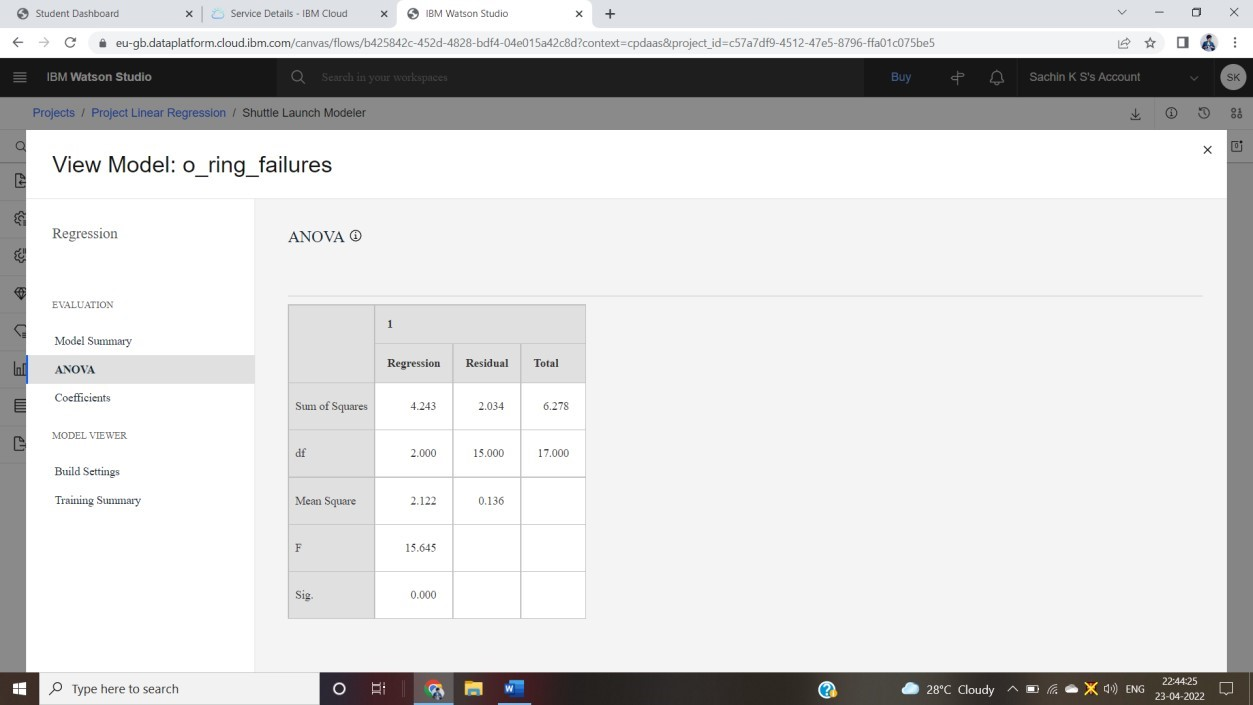 Student Dashboard
Service Details - IBM Cloud
IBM Watson Studio
eu-gb.dataplatform.cloud.ibm.com/canvas/flows/b425842c-452d-4828-bdf4-04e015a42c8d?context=cpdaas&project_id=c57a7df9-4512-47e5-8796-ffa01c075be5
IBM Watson Studio
Search in your workspaces
Buy
Sachin K S's Account
SK
Projects / Project Linear Regression / Shuttle Launch Modeler
View Model: o_ring_failures
Regression
EVALUATION
Model Summary
ANOVA
Coefficients
MODEL VIEWER
Build Settings
Training Summary
ANOVA
1
Regression Residual Total
Sum of Squares 4.243 2.034 6.278
df 2.000 15.000 17.000
Mean Square 2.122 0.136
F 15.645
Sig. 0.000
Type here to search
28°C Cloudy
ENG
22:44:25
23-04-2022